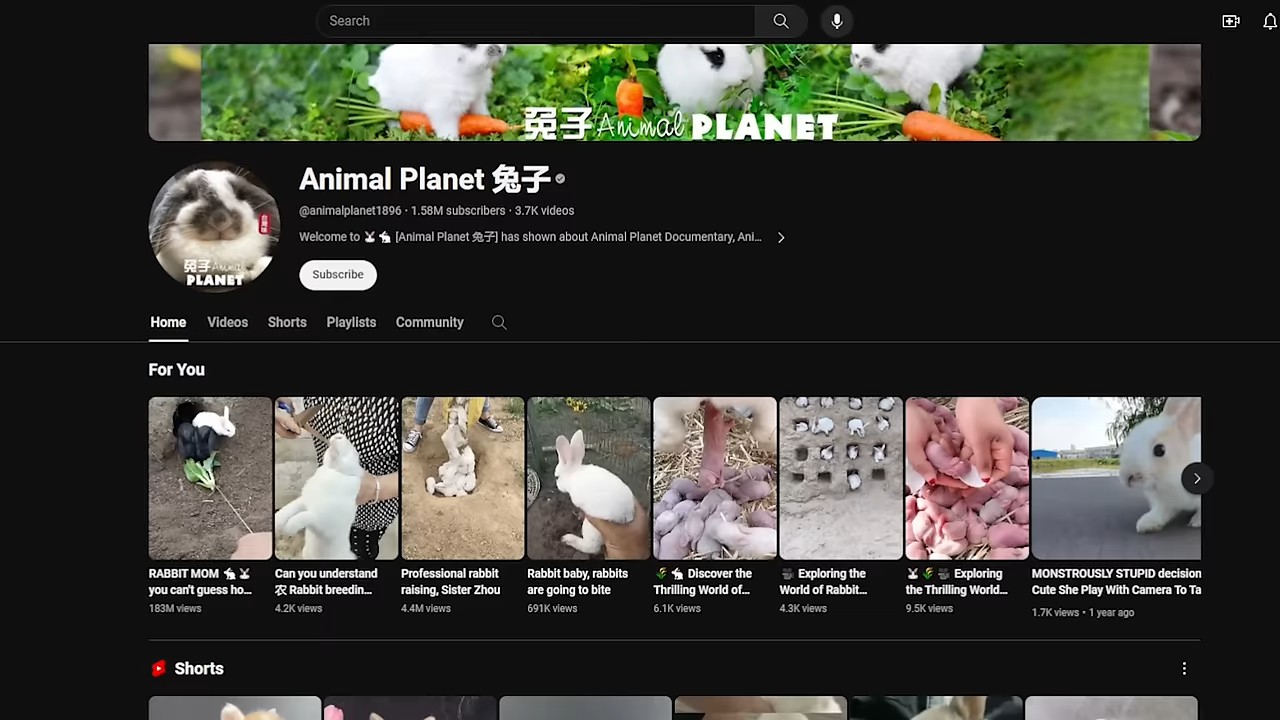 Search
兔子 Animal PLANET
Animal Planet 兔子
@animalplanet1896 · 1.58M subscribers · 3.7K videos
Welcome to 🐰🐇 [Animal Planet 兔子] has shown about Animal Planet Documentary, Ani...
兔子 Animal
PLANET
Subscribe
Home Videos Shorts Playlists Community
For You
RABBIT MOM 🐇🐰
you can't guess ho...
183M views
Can you understand
农 Rabbit breedin...
4.2K views
Professional rabbit
raising, Sister Zhou
4.4M views
Rabbit baby, rabbits
are going to bite
691K views
🌾🐇 Discover the
Thrilling World of...
6.1K views
Exploring the
World of Rabbit...
4.3K views
🐰🌾 Exploring
the Thrilling World...
9.5K views
MONSTROUSLY STUPID decision
Cute She Play With Camera To Ta
1.7K views • 1 year ago
Shorts